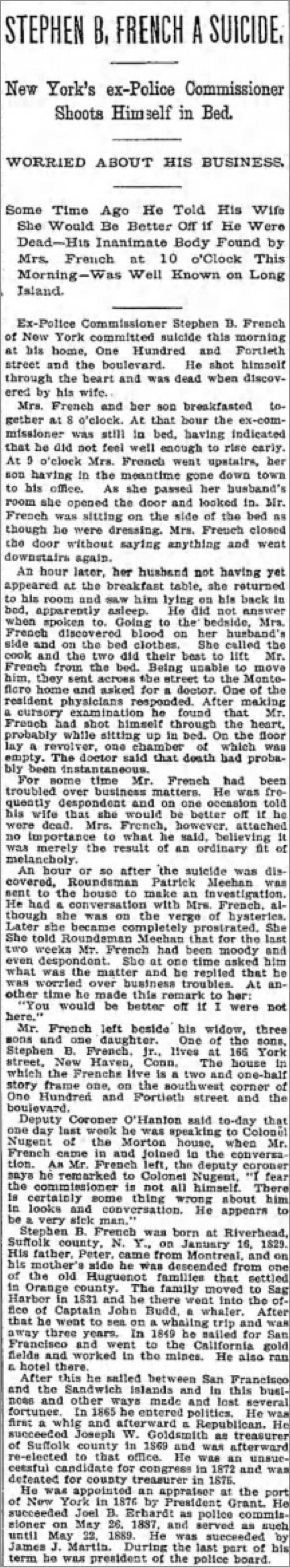 STEPHEN B. FRENCH A SUICIDE.
New York's ex-Police Commissioner
Shoots Himself in Bed.
WORRIED ABOUT HIS BUSINESS.
Some Time Ago He Told His Wife
She Would Be Better Off if He Were
Dead—His Inanimate Body Found by
Mrs. French at 10 o'Clock This
Morning—Was Well Known on Long
Island.
Ex-Police Commissioner Stephen B. French
of New York committed suicide this morning
at his home, One Hundred and Fortieth
street and the boulevard. He shot himself
through the heart and was dead when discov-
ered by his wife.
Mrs. French and her son breakfasted to-
gether at 8 o'clock. At that hour the ex-com-
missioner was still in bed, having indicated
that he did not feel well enough to rise early.
At 9 o'clock Mrs. French went upstairs, her
son having in the meantime gone down town
to his office. As she passed her husband's
room she opened the door and looked in. Mr.
French was sitting on the side of the bed as
though he were dressing. Mrs. French closed
the door without saying anything and went
downstairs again.
An hour later, her husband not having yet
appeared at the breakfast table, she returned
to his room and saw him lying on his back in
bed, apparently asleep. He did not answer
when spoken to. Going to the bedside, Mrs.
French discovered blood on her husband's
side and on the bed clothes. She called the
cook and the two did their best to lift Mr.
French from the bed. Being unable to move
him, they sent across the street to the Monte-
fiore home and asked for a doctor. One of the
resident physicians responded. After making
a cursory examination he found that Mr.
French had shot himself through the heart,
probably while sitting up in bed. On the floor
lay a revolver, one chamber of which was
empty. The doctor said that death had proba-
bly been instantaneous.
For some time Mr. French had been
troubled over business matters. He was fre-
quently despondent and on one occasion told
his wife that she would be better off if he
were dead. Mrs. French, however, attached
no importance to what he said, believing it
was merely the result of an ordinary fit of
melancholy.
An hour or so after the suicide was dis-
covered, Roundsman Patrick Meehan was
sent to the house to make an investigation.
He had a conversation with Mrs. French, al-
though she was on the verge of hysterics.
Later she became completely prostrated. She
She told Roundsman Meehan that for the last
two weeks Mr. French had been moody and
even despondent. She at one time asked him
what was the matter and he replied that he
was worried over business troubles. At an-
other time he made this remark to her:
"You would be better off if I were not
here."
Mr. French left beside his widow, three
sons and one daughter. One of the sons,
Stephen B. French, jr., lives at 166 York
street, New Haven, Conn. The house in
which the Frenchs live is a two and one-half
story frame one, on the southwest corner of
One Hundred and Fortieth street and the
boulevard.
Deputy Coroner O'Hanlon said to-day that
one day last week he was speaking to Colonel
Nugent of the Morton house, when Mr.
French came in and joined in the conversa-
tion. As Mr. French left, the deputy coroner
says he remarked to Colonel Nugent, "I fear
the commissioner is not all himself. There
is certainly some thing wrong about him
in looks and conversation. He appears to
be a very sick man."
Stephen B. French was born at Riverhead,
Suffolk county, N. Y., on January 16, 1829.
His father, Peter, came from Montreal, and on
his mother's side he was descended from one
of the old Huguenot families that settled
in Orange county. The family moved to Sag
Harbor in 1831 and he there went into the of-
fice of Captain John Budd, a whaler. After
that he went to sea on a whaling trip and was
away three years. In 1849 he sailed for San
Francisco and went to the California gold
fields and worked in the mines. He also ran
a hotel there.
After this he sailed between San Francisco
and the Sandwich islands and in this busi-
ness and other ways made and lost several
fortunes. In 1865 he entered politics. He was
first a whig and afterward a Republican. He
succeeded Joseph W. Goldsmith as treasurer
of Suffolk county in 1869 and was afterward
re-elected to that office. He was an unsuc-
cessful candidate for congress in 1872 and was
defeated for county treasurer in 1875.
He was appointed an appraiser at the port
of New York in 1876 by President Grant. He
succeeded Joel B. Erhardt as police commis-
sioner on May 26, 1887, and served as such
until May 22, 1889. He was succeeded by
James J. Martin. During the last part of his
term he was president of the police board.